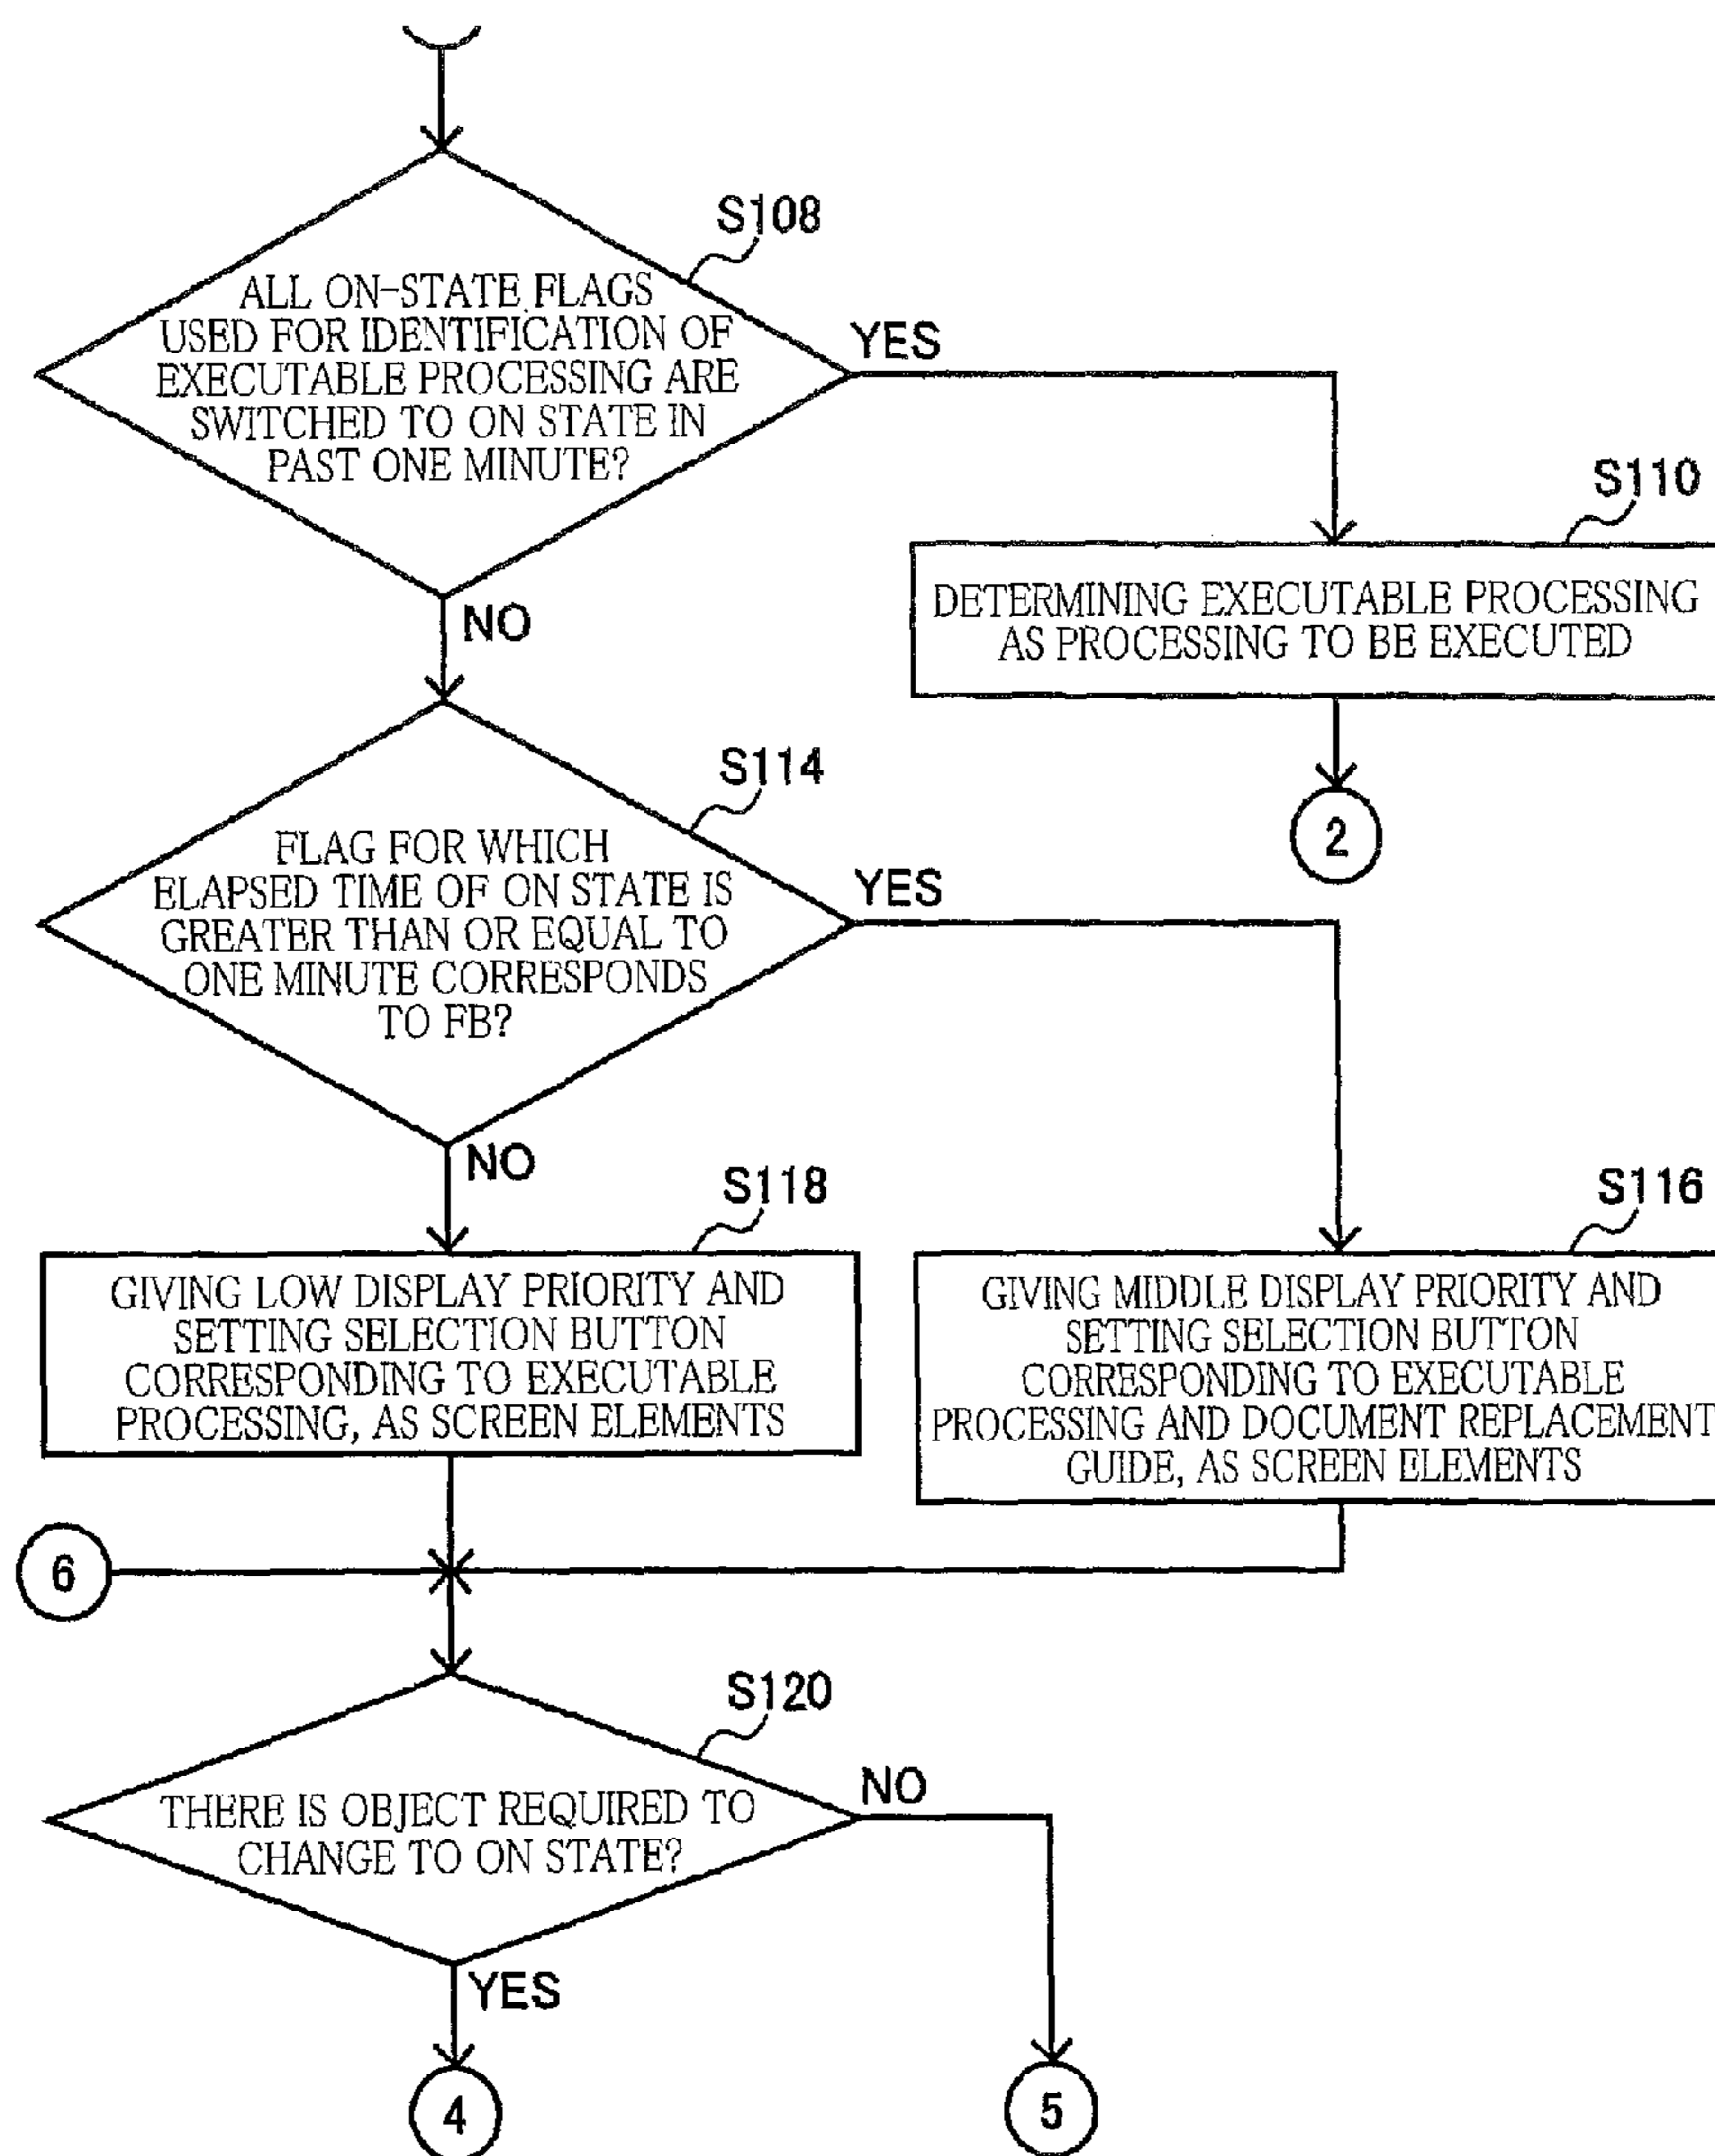 S108
ALL ON-STATE FLAGS
USED FOR IDENTIFICATION OF
EXECUTABLE PROCESSING ARE
SWITCHED TO ON STATE IN
PAST ONE MINUTE?
YES
NO
S110
DETERMINING EXECUTABLE PROCESSING
AS PROCESSING TO BE EXECUTED
2
S114
FLAG FOR WHICH
ELAPSED TIME OF ON STATE IS
GREATER THAN OR EQUAL TO
ONE MINUTE CORRESPONDS
TO FB?
YES
NO
S118
GIVING LOW DISPLAY PRIORITY AND
SETTING SELECTION BUTTON
CORRESPONDING TO EXECUTABLE
PROCESSING, AS SCREEN ELEMENTS
S116
GIVING MIDDLE DISPLAY PRIORITY AND
SETTING SELECTION BUTTON
CORRESPONDING TO EXECUTABLE
PROCESSING AND DOCUMENT REPLACEMENT
GUIDE, AS SCREEN ELEMENTS
6
S120
THERE IS OBJECT REQUIRED TO
CHANGE TO ON STATE?
NO
YES
4
5